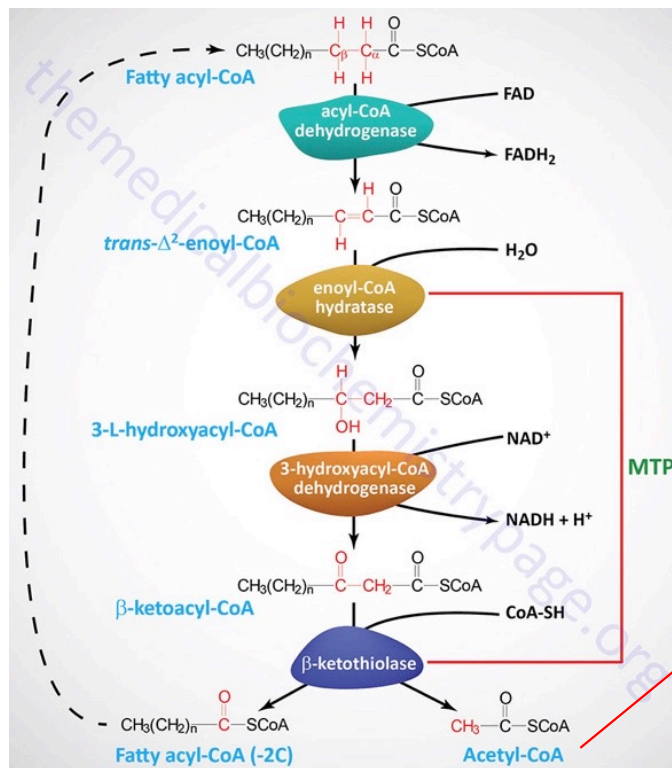 H H
O
CH₃(CH₂)n—Cβ—Cα—C—SCoA
H H
Fatty acyl-CoA
acyl-CoA
dehydrogenase
FAD
FADH₂
H
O
CH₃(CH₂)n—C=C—C—SCoA
H
trans-Δ²-enoyl-CoA
H₂O
enoyl-CoA
hydratase
H
O
CH₃(CH₂)n—C—CH₂—C—SCoA
OH
3-L-hydroxyacyl-CoA
NAD⁺
3-hydroxyacyl-CoA
dehydrogenase
MTP
NADH + H⁺
O O
CH₃(CH₂)n—C—CH₂—C—SCoA
β-ketoacyl-CoA
CoA-SH
β-ketothiolase
O
CH₃(CH₂)n—C—SCoA
Fatty acyl-CoA (-2C)
O
CH₃—C—SCoA
Acetyl-CoA
themedicalbiochemistrypage.org